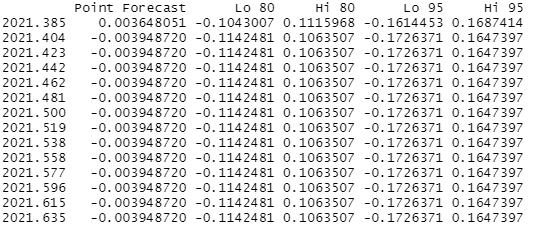 Point Forecast Lo 80 Hi 80 Lo 95 Hi 95
2021.385 0.003648051 -0.1043007 0.1115968 -0.1614453 0.1687414
2021.404 -0.003948720 -0.1142481 0.1063507 -0.1726371 0.1647397
2021.423 -0.003948720 -0.1142481 0.1063507 -0.1726371 0.1647397
2021.442 -0.003948720 -0.1142481 0.1063507 -0.1726371 0.1647397
2021.462 -0.003948720 -0.1142481 0.1063507 -0.1726371 0.1647397
2021.481 -0.003948720 -0.1142481 0.1063507 -0.1726371 0.1647397
2021.500 -0.003948720 -0.1142481 0.1063507 -0.1726371 0.1647397
2021.519 -0.003948720 -0.1142481 0.1063507 -0.1726371 0.1647397
2021.538 -0.003948720 -0.1142481 0.1063507 -0.1726371 0.1647397
2021.558 -0.003948720 -0.1142481 0.1063507 -0.1726371 0.1647397
2021.577 -0.003948720 -0.1142481 0.1063507 -0.1726371 0.1647397
2021.596 -0.003948720 -0.1142481 0.1063507 -0.1726371 0.1647397
2021.615 -0.003948720 -0.1142481 0.1063507 -0.1726371 0.1647397
2021.635 -0.003948720 -0.1142481 0.1063507 -0.1726371 0.1647397